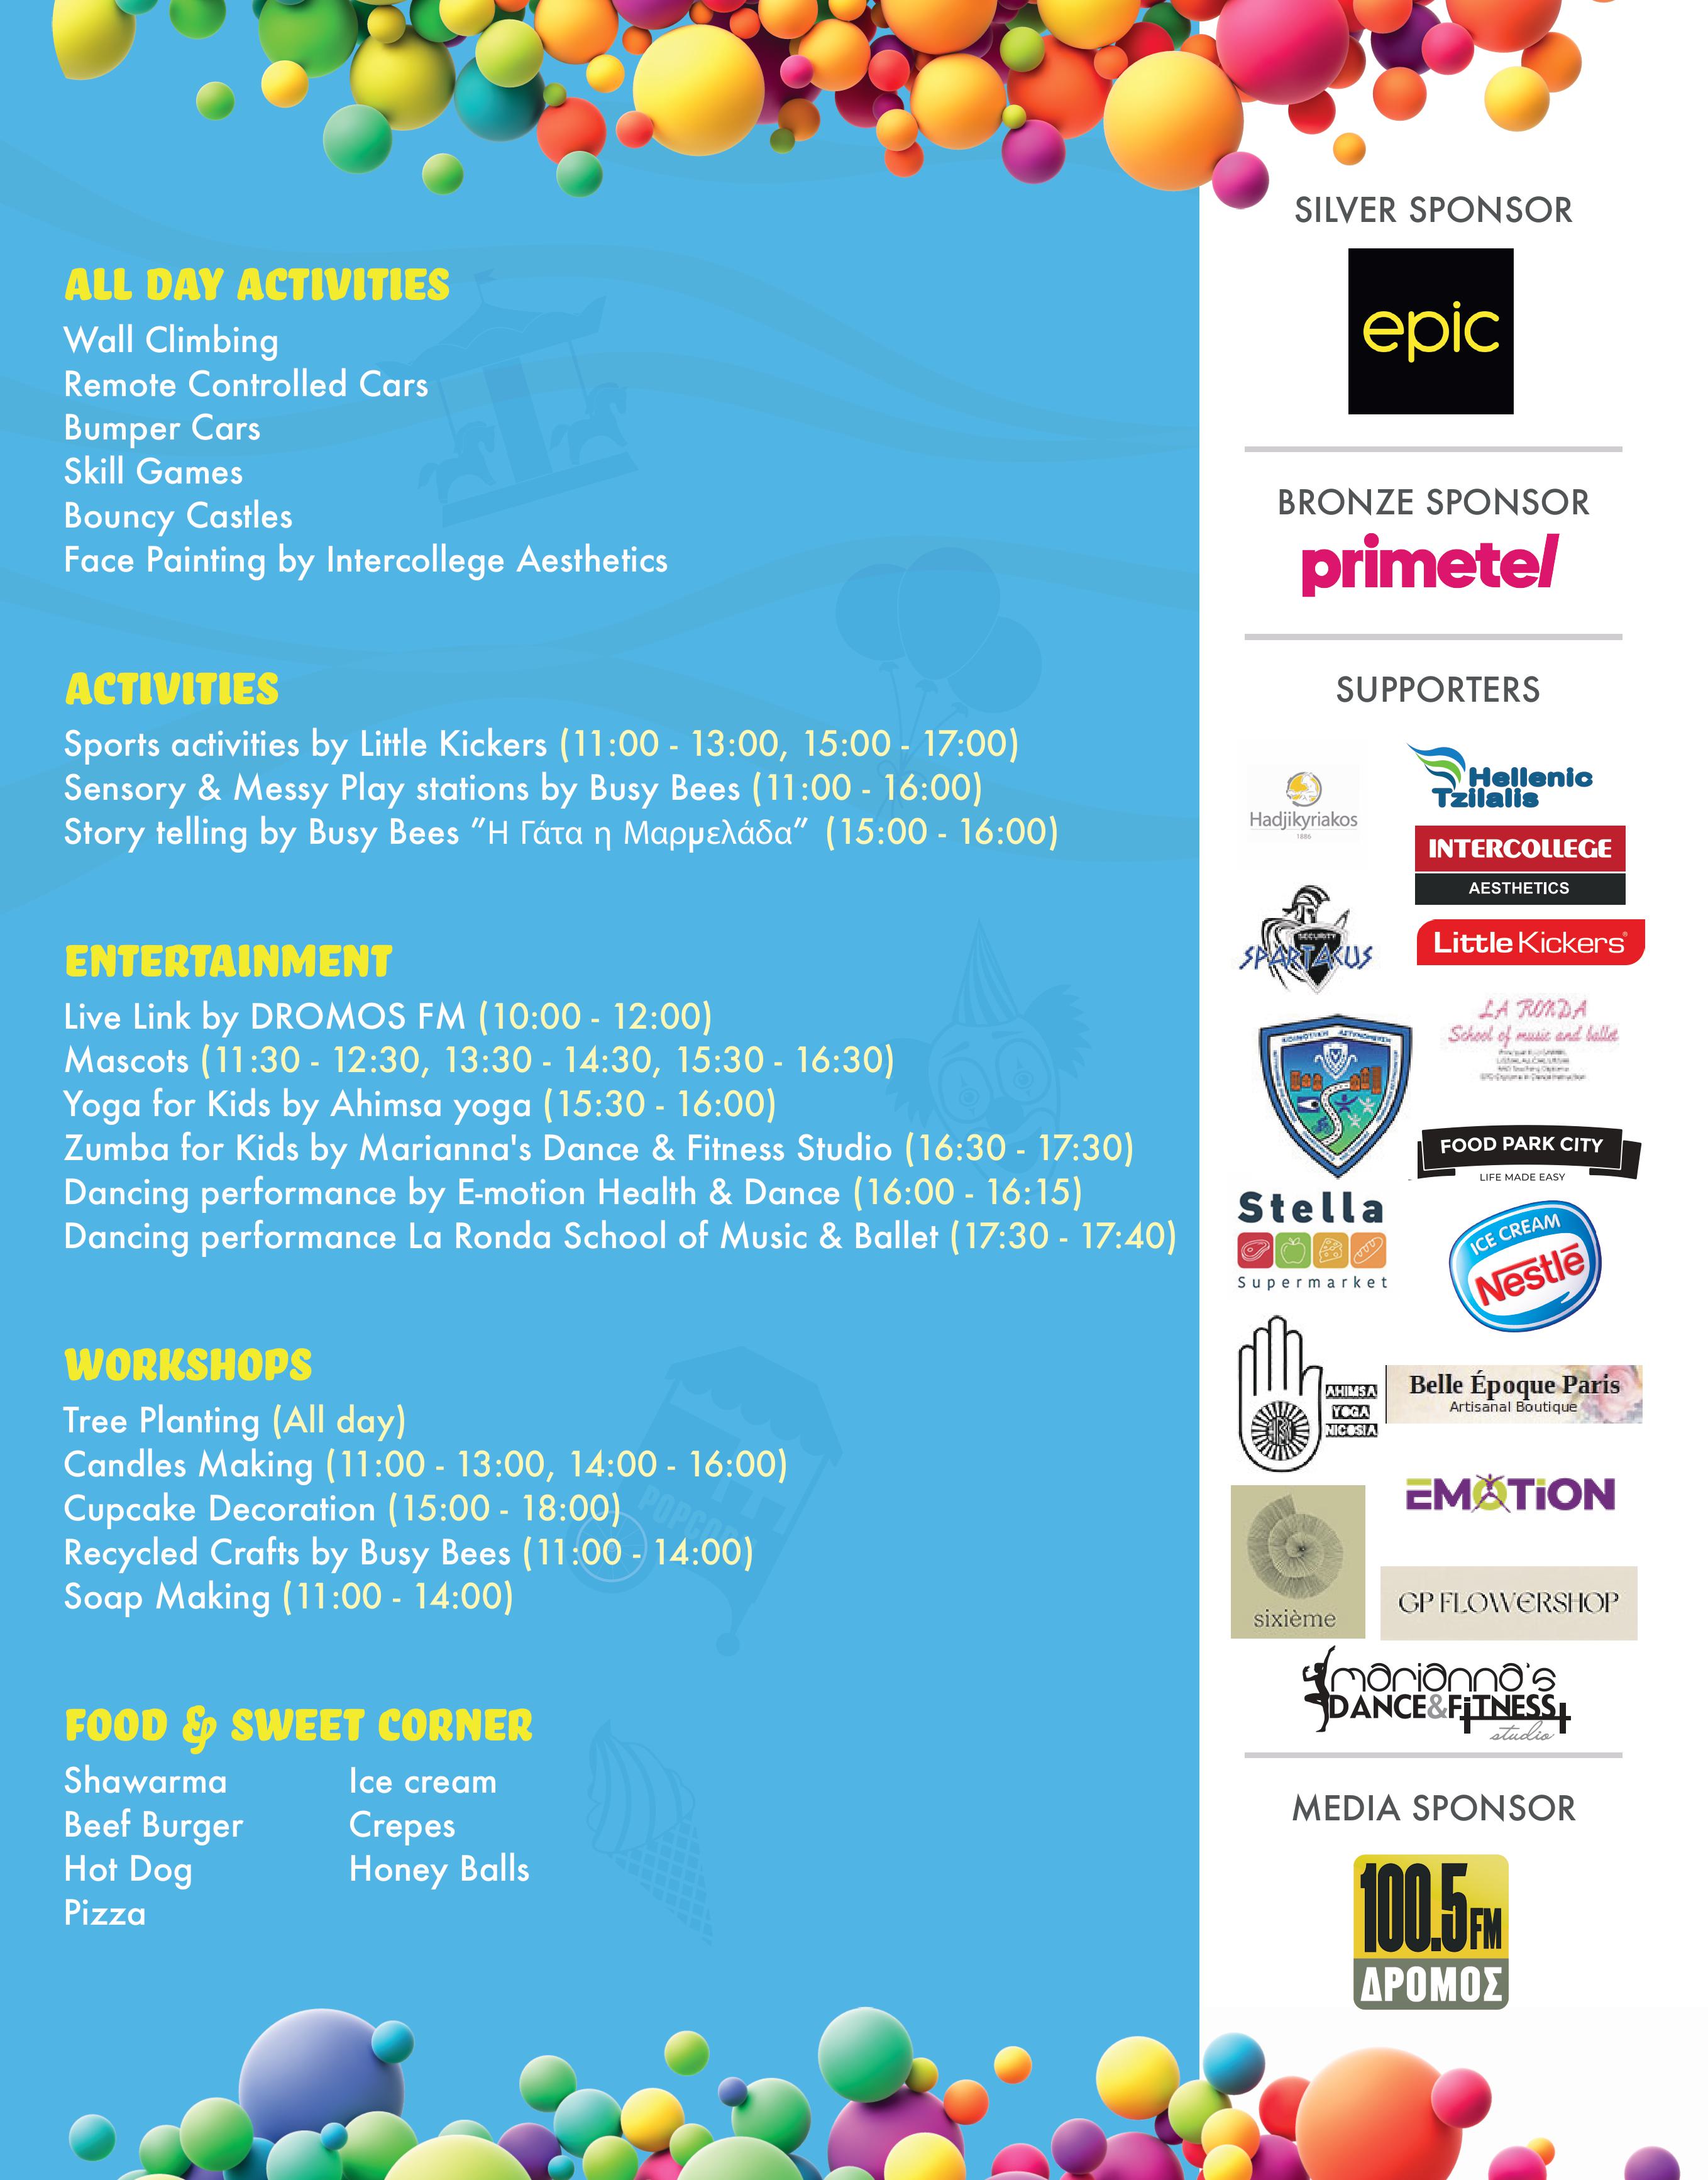 ALL DAY ACTIVITIES
Wall Climbing
Remote Controlled Cars
Bumper Cars
Skill Games
Bouncy Castles
Face Painting by Intercollege Aesthetics
ACTIVITIES
Sports activities by Little Kickers (11:00 - 13:00, 15:00 - 17:00)
Sensory & Messy Play stations by Busy Bees (11:00 - 16:00)
Story telling by Busy Bees "Η Γάτα η Μαρμελάδα" (15:00 - 16:00)
ENTERTAINMENT
Live Link by DROMOS FM (10:00 - 12:00)
Mascots (11:30 - 12:30, 13:30 - 14:30, 15:30 - 16:30)
Yoga for Kids by Ahimsa yoga (15:30 - 16:00)
Zumba for Kids by Marianna's Dance & Fitness Studio (16:30 - 17:30)
Dancing performance by E-motion Health & Dance (16:00 - 16:15)
Dancing performance La Ronda School of Music & Ballet (17:30 - 17:40)
WORKSHOPS
Tree Planting (All day)
Candles Making (11:00 - 13:00, 14:00 - 16:00)
Cupcake Decoration (15:00 - 18:00)
Recycled Crafts by Busy Bees (11:00 - 14:00)
Soap Making (11:00 - 14:00)
FOOD & SWEET CORNER
Shawarma
Beef Burger
Hot Dog
Pizza
Ice cream
Crepes
Honey Balls
SILVER SPONSOR
epic
BRONZE SPONSOR
primetel
SUPPORTERS
Hadjikyriakos
1886
Hellenic
Tzilalis
INTERCOLLEGE
AESTHETICS
SECURITY
SPARTACUS
Little Kickers
LA RONDA
School of music and ballet
FOOD PARK CITY
LIFE MADE EASY
Stella
Supermarket
ICE CREAM
Nestlé
AHIMSA
YOGA
NICOSIA
Belle Époque Paris
Artisanal Boutique
EMOTiON
sixième
GP FLOWERSHOP
marianna's
DANCE&FiTNESS
studio
MEDIA SPONSOR
100.5 FM
ΔΡΟΜΟΣ